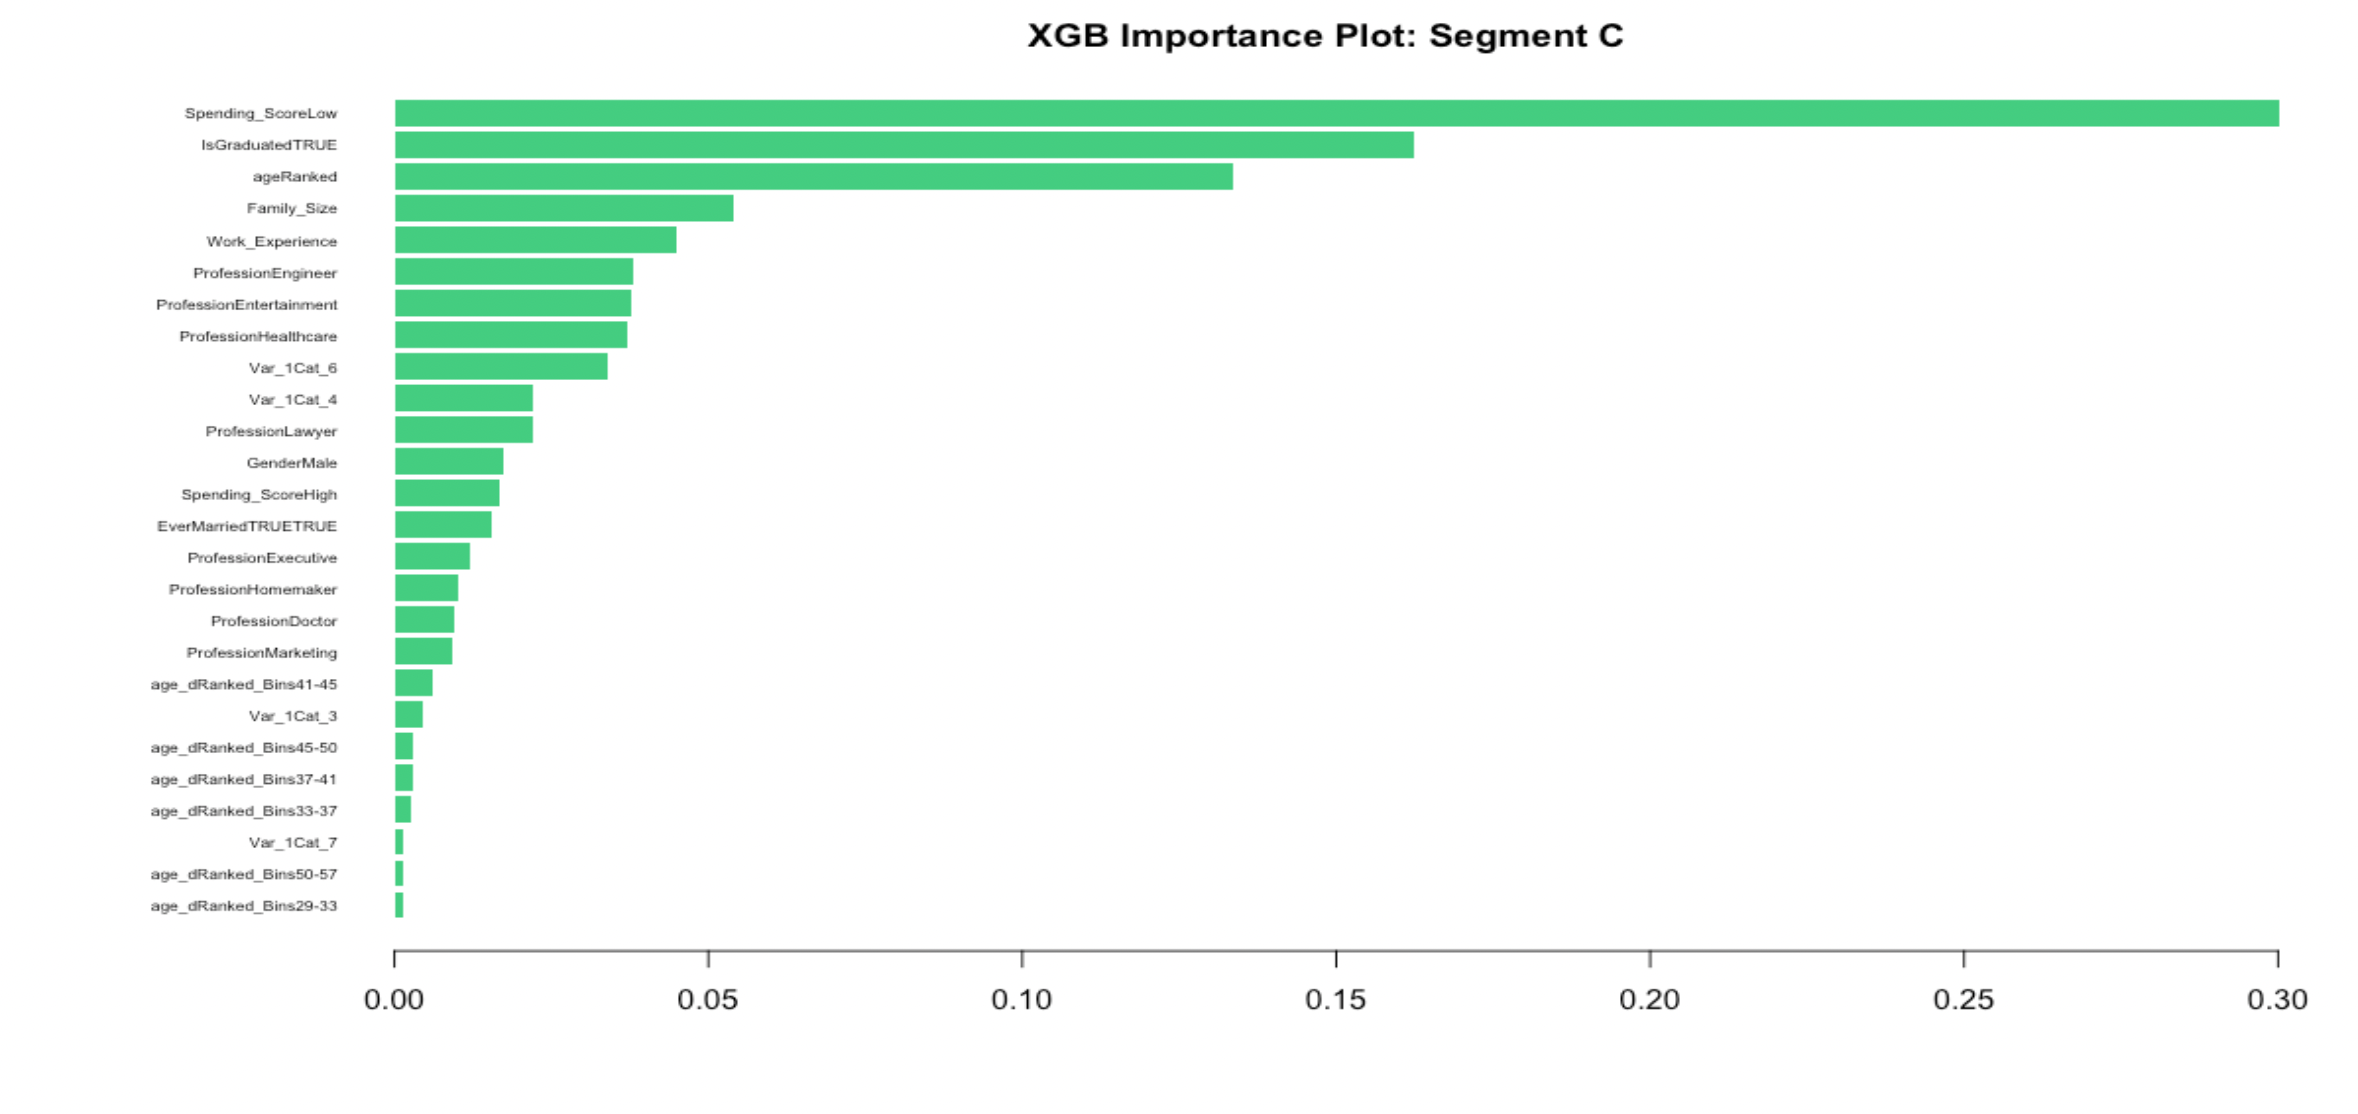 XGB Importance Plot: Segment C
Spending_ScoreLow
IsGraduatedTRUE
ageRanked
Family_Size
Work_Experience
ProfessionEngineer
ProfessionEntertainment
ProfessionHealthcare
Var_1Cat_6
Var_1Cat_4
ProfessionLawyer
GenderMale
Spending_ScoreHigh
EverMarriedTRUETRUE
ProfessionExecutive
ProfessionHomemaker
ProfessionDoctor
ProfessionMarketing
age_dRanked_Bins41-45
Var_1Cat_3
age_dRanked_Bins45-50
age_dRanked_Bins37-41
age_dRanked_Bins33-37
Var_1Cat_7
age_dRanked_Bins50-57
age_dRanked_Bins29-33
0.00 0.05 0.10 0.15 0.20 0.25 0.30